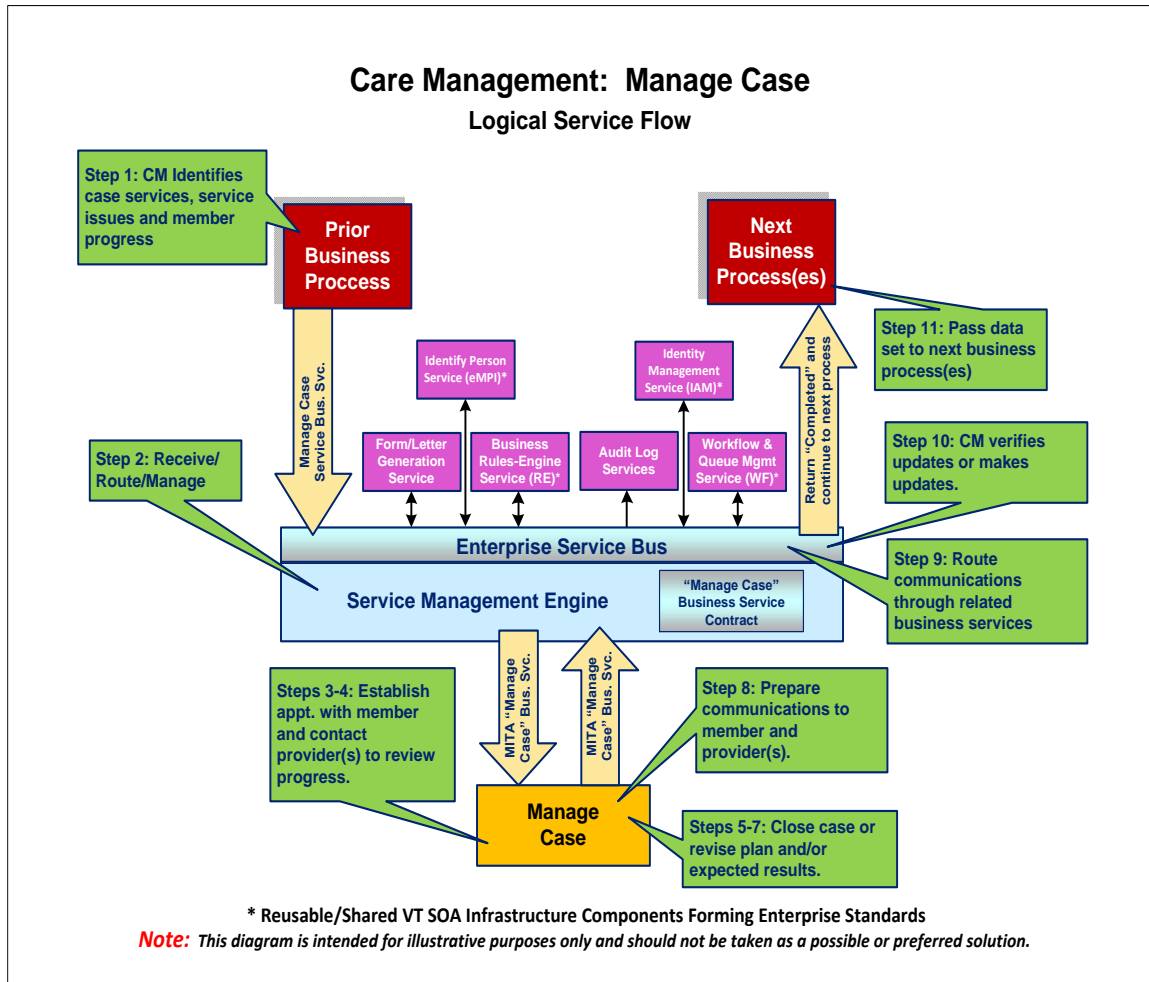 Care Management:  Manage Case
Logical Service Flow
Step 1: CM Identifies
case services, service
issues and member
progress
Prior
Business
Proccess
Next
Business
Process(es)
Step 11: Pass data
set to next business
process(es)
Manage Case
Service Bus. Svc.
Identify Person
Service (eMPI)*
Identity
Management
Service (IAM)*
Return “Completed” and
continue to next process
Step 2: Receive/
Route/Manage
Form/Letter
Generation
Service
Business
Rules-Engine
Service (RE)*
Audit Log
Services
Workflow &
Queue Mgmt
Service (WF)*
Step 10: CM verifies
updates or makes
updates.
Enterprise Service Bus
Step 9: Route
communications
through related
business services
Service Management Engine
“Manage Case”
Business Service
Contract
Steps 3-4: Establish
appt. with member
and contact
provider(s) to review
progress.
MITA “Manage
Case” Bus. Svc.
MITA “Manage
Case” Bus. Svc.
Step 8: Prepare
communications to
member and
provider(s).
Manage
Case
Steps 5-7: Close case or
revise plan and/or
expected results.
* Reusable/Shared VT SOA Infrastructure Components Forming Enterprise Standards
Note: This diagram is intended for illustrative purposes only and should not be taken as a possible or preferred solution.